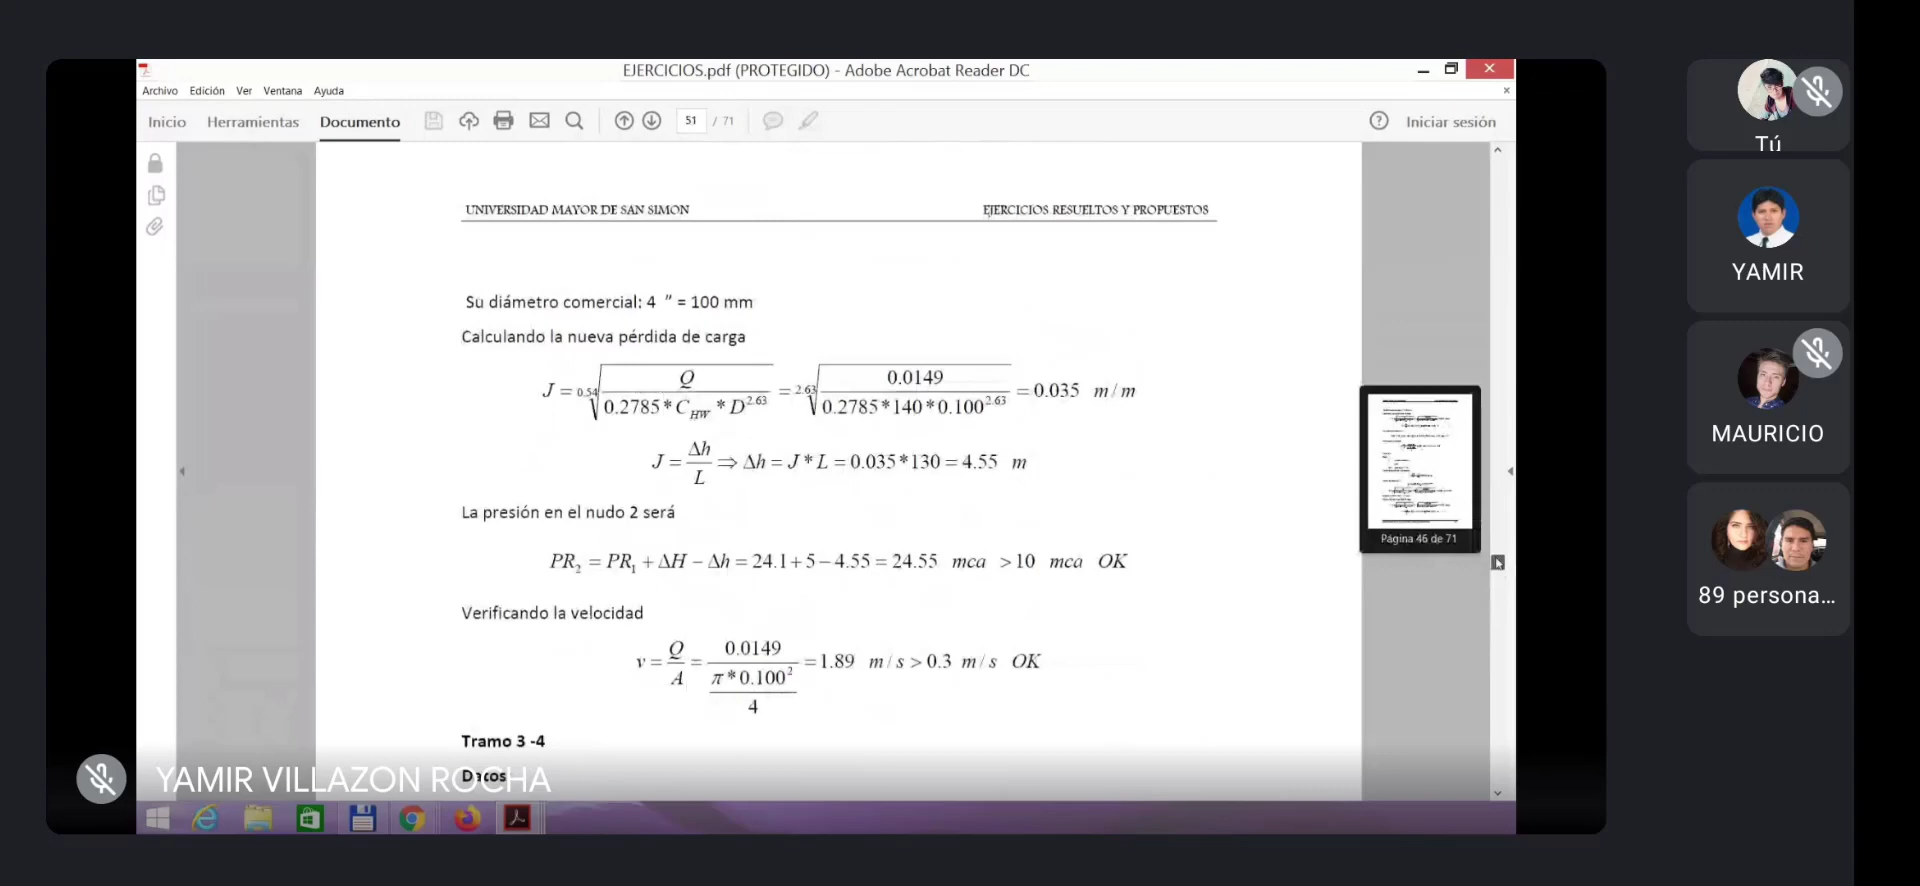 EJERCICIOS.pdf (PROTEGIDO) - Adobe Acrobat Reader DC
Archivo Edición Ver Ventana Ayuda
Inicio Herramientas Documento 51 / 71 Iniciar sesión
UNIVERSIDAD MAYOR DE SAN SIMON EJERCICIOS RESUELTOS Y PROPUESTOS
Su diámetro comercial: 4 " = 100 mm
Calculando la nueva pérdida de carga
J = 0.54√(Q / 0.2785 * C_HW * D^2.63) = 2.63√(0.0149 / 0.2785 * 140 * 0.100^2.63) = 0.035 m / m
J = Δh / L ⇒ Δh = J * L = 0.035 * 130 = 4.55 m
La presión en el nudo 2 será
PR₂ = PR₁ + ΔH − Δh = 24.1 + 5 − 4.55 = 24.55 mca > 10 mca OK
Verificando la velocidad
v = Q / A = 0.0149 / (π * 0.100² / 4) = 1.89 m / s > 0.3 m / s OK
Tramo 3 -4
Datos
Página 46 de 71
YAMIR VILLAZON ROCHA
Tú
YAMIR
MAURICIO
89 persona...